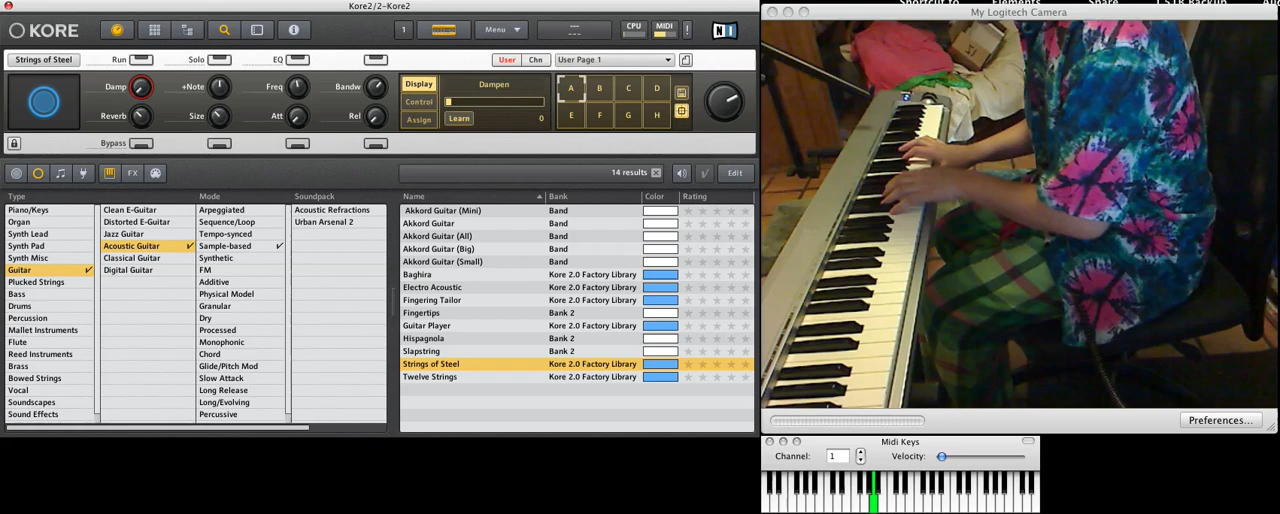 Kore2/2-Kore2
KORE
1
Menu
---
---
CPU
MIDI
!
NI
Strings of Steel
Run
Solo
EQ
User
Chn
User Page 1
Damp
+Note
Freq
Bandw
Reverb
Size
Att
Rel
Display
Control
Assign
Dampen
Learn
0
A
B
C
D
E
F
G
H
Bypass
FX
14 results
Edit
Type
Mode
Soundpack
Piano/Keys
Organ
Synth Lead
Synth Pad
Synth Misc
Guitar
Plucked Strings
Bass
Drums
Percussion
Mallet Instruments
Flute
Reed Instruments
Brass
Bowed Strings
Vocal
Soundscapes
Sound Effects
Clean E-Guitar
Distorted E-Guitar
Jazz Guitar
Acoustic Guitar
Classical Guitar
Digital Guitar
Arpeggiated
Sequence/Loop
Tempo-synced
Sample-based
Synthetic
FM
Additive
Physical Model
Granular
Dry
Processed
Monophonic
Chord
Glide/Pitch Mod
Slow Attack
Long Release
Long/Evolving
Percussive
Acoustic Refractions
Urban Arsenal 2
Name Bank Color Rating
Akkord Guitar (Mini) Band
Akkord Guitar Band
Akkord Guitar (All) Band
Akkord Guitar (Big) Band
Akkord Guitar (Small) Band
Baghira Kore 2.0 Factory Library
Electro Acoustic Kore 2.0 Factory Library
Fingering Tailor Kore 2.0 Factory Library
Fingertips Bank 2
Guitar Player Kore 2.0 Factory Library
Hispagnola Bank 2
Slapstring Bank 2
Strings of Steel Kore 2.0 Factory Library
Twelve Strings Kore 2.0 Factory Library
My Logitech Camera
Preferences...
Midi Keys
Channel: 1
Velocity: